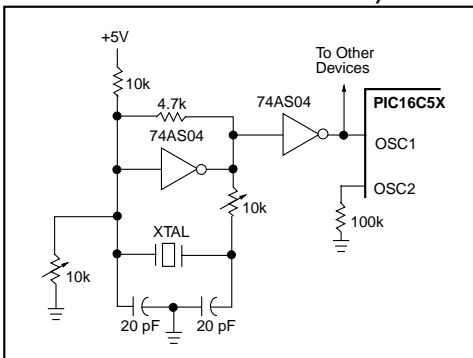 +5V
To Other
Devices
10k
4.7k
74AS04
PIC16C5X
74AS04
OSC1
OSC2
10k
100k
XTAL
10k
20 pF
20 pF